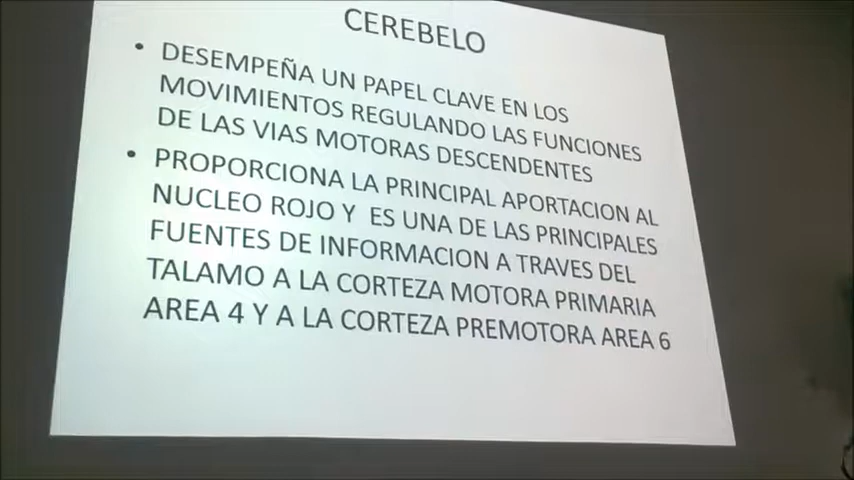 CEREBELO
• DESEMPEÑA UN PAPEL CLAVE EN LOS
MOVIMIENTOS REGULANDO LAS FUNCIONES
DE LAS VIAS MOTORAS DESCENDENTES
• PROPORCIONA LA PRINCIPAL APORTACION AL
NUCLEO ROJO Y ES UNA DE LAS PRINCIPALES
FUENTES DE INFORMACION A TRAVES DEL
TALAMO A LA CORTEZA MOTORA PRIMARIA
AREA 4 Y A LA CORTEZA PREMOTORA AREA 6